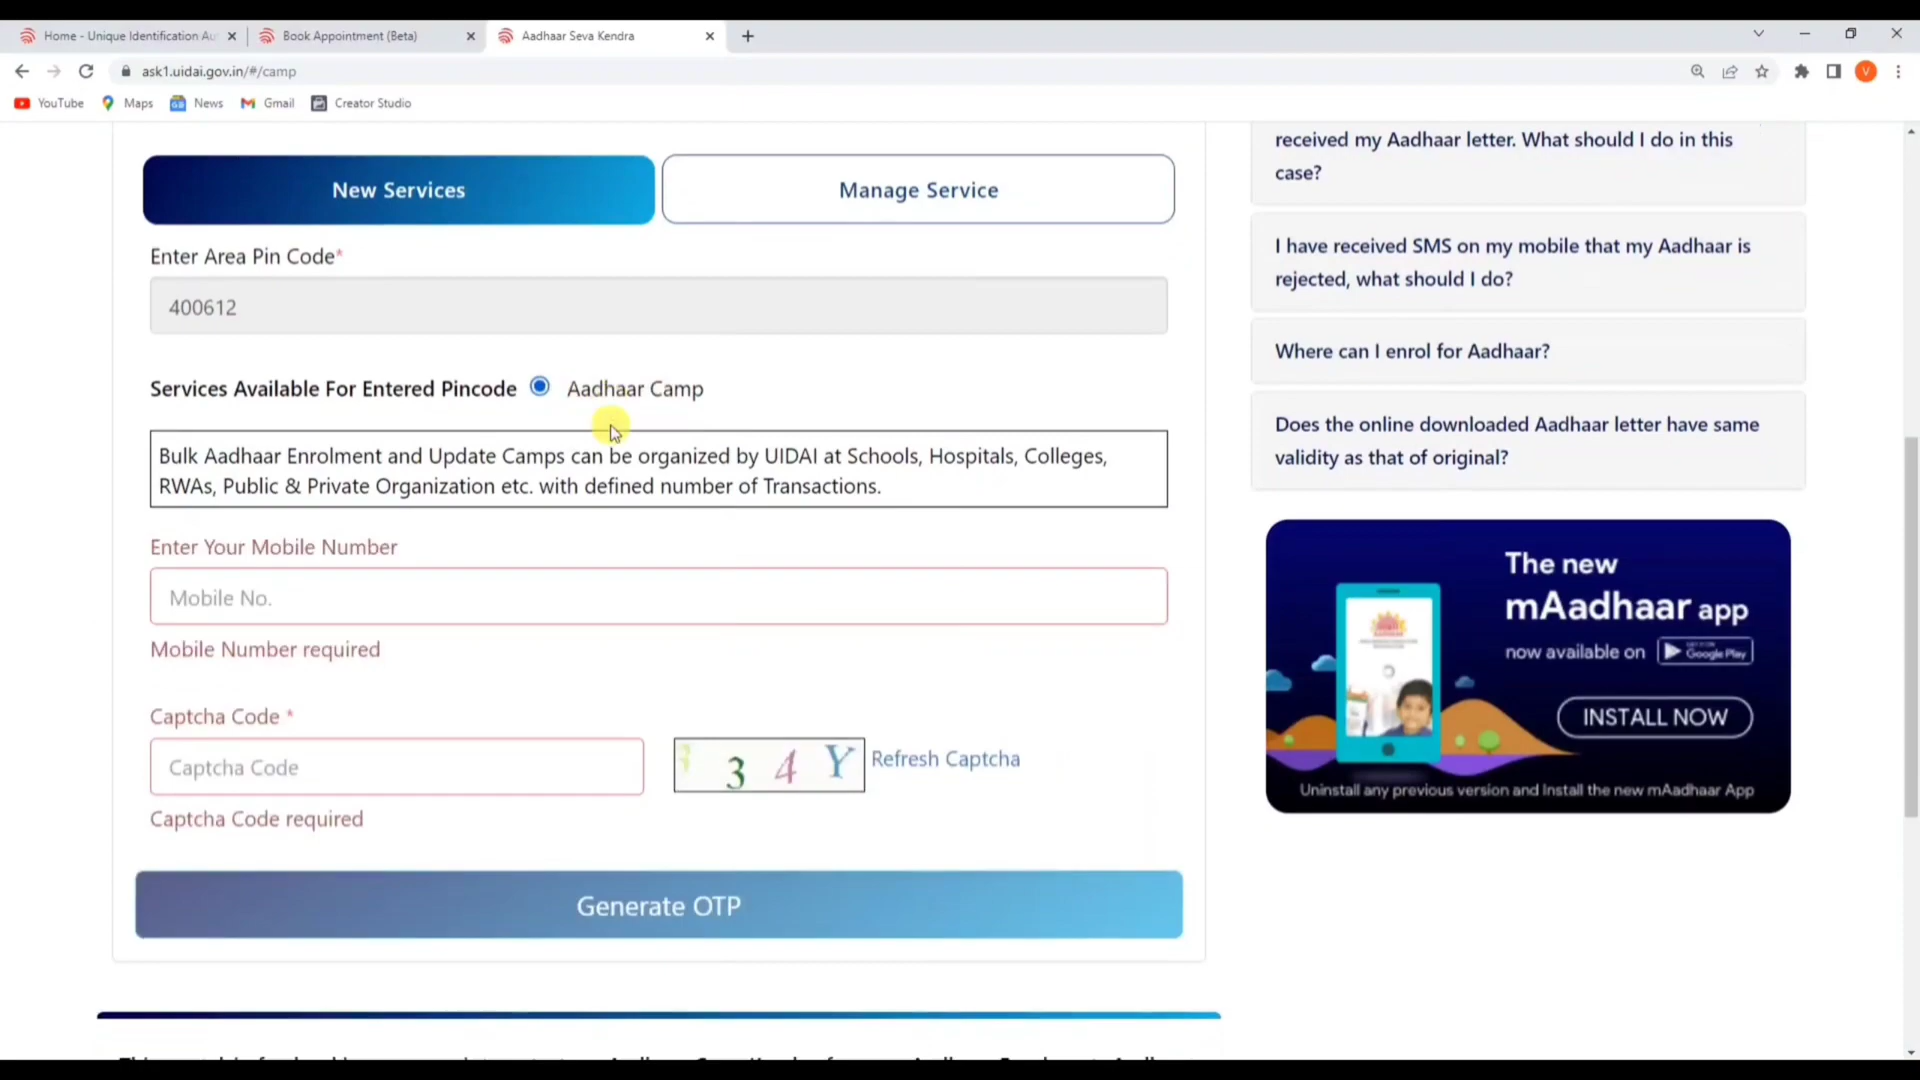 Home - Unique Identification Au
Book Appointment (Beta)
Aadhaar Seva Kendra
ask1.uidai.gov.in/#/camp
V
YouTube
Maps
News
Gmail
Creator Studio
New Services
Manage Service
Enter Area Pin Code*
400612
Services Available For Entered Pincode
Aadhaar Camp
Bulk Aadhaar Enrolment and Update Camps can be organized by UIDAI at Schools, Hospitals, Colleges,
RWAs, Public & Private Organization etc. with defined number of Transactions.
Enter Your Mobile Number
Mobile No.
Mobile Number required
Captcha Code *
Captcha Code
3 4 Y
Refresh Captcha
Captcha Code required
Generate OTP
received my Aadhaar letter. What should I do in this
case?
I have received SMS on my mobile that my Aadhaar is
rejected, what should I do?
Where can I enrol for Aadhaar?
Does the online downloaded Aadhaar letter have same
validity as that of original?
The new
mAadhaar app
now available on
Google Play
INSTALL NOW
Uninstall any previous version and Install the new mAadhaar App